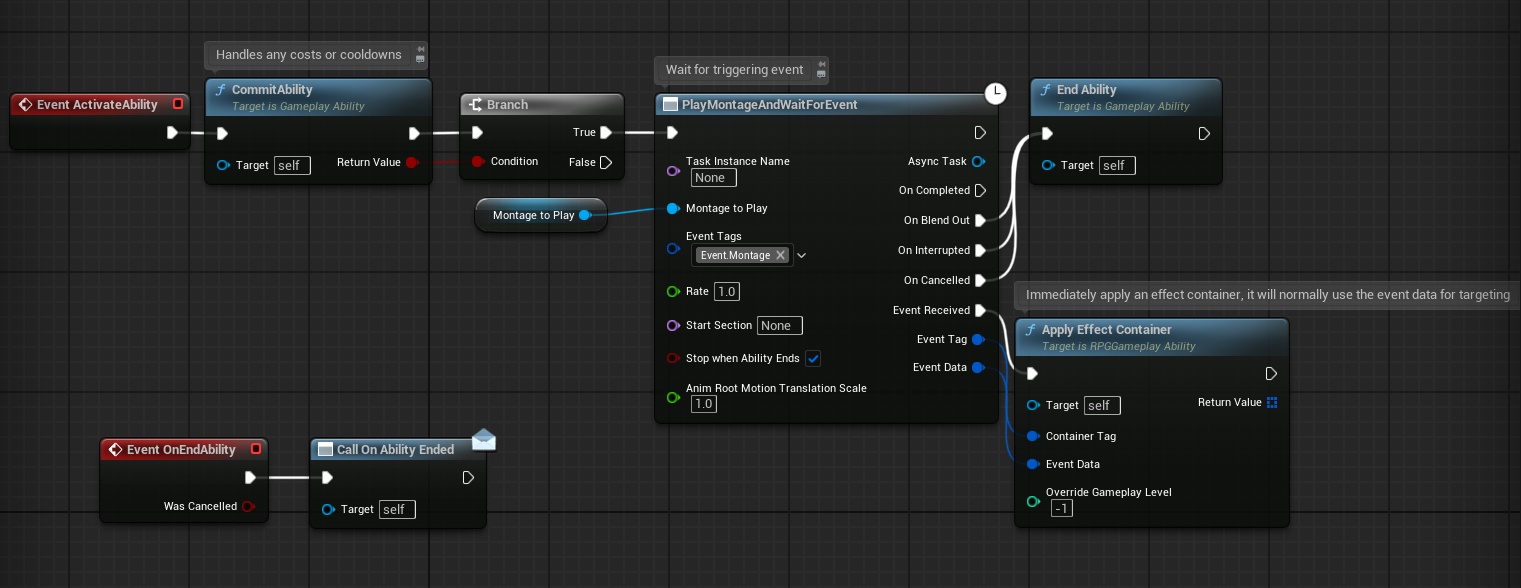 Handles any costs or cooldowns
Event ActivateAbility
CommitAbility
Target is Gameplay Ability
Target self
Return Value
Branch
True
Condition
False
Montage to Play
Wait for triggering event
PlayMontageAndWaitForEvent
Task Instance Name
None
Async Task
On Completed
Montage to Play
On Blend Out
Event Tags
Event.Montage
On Interrupted
On Cancelled
Rate 1.0
Event Received
Start Section None
Event Tag
Stop when Ability Ends
Event Data
Anim Root Motion Translation Scale
1.0
End Ability
Target is Gameplay Ability
Target self
Immediately apply an effect container, it will normally use the event data for targeting
Apply Effect Container
Target is RPGGameplay Ability
Target self
Return Value
Container Tag
Event Data
Override Gameplay Level
-1
Event OnEndAbility
Was Cancelled
Call On Ability Ended
Target self